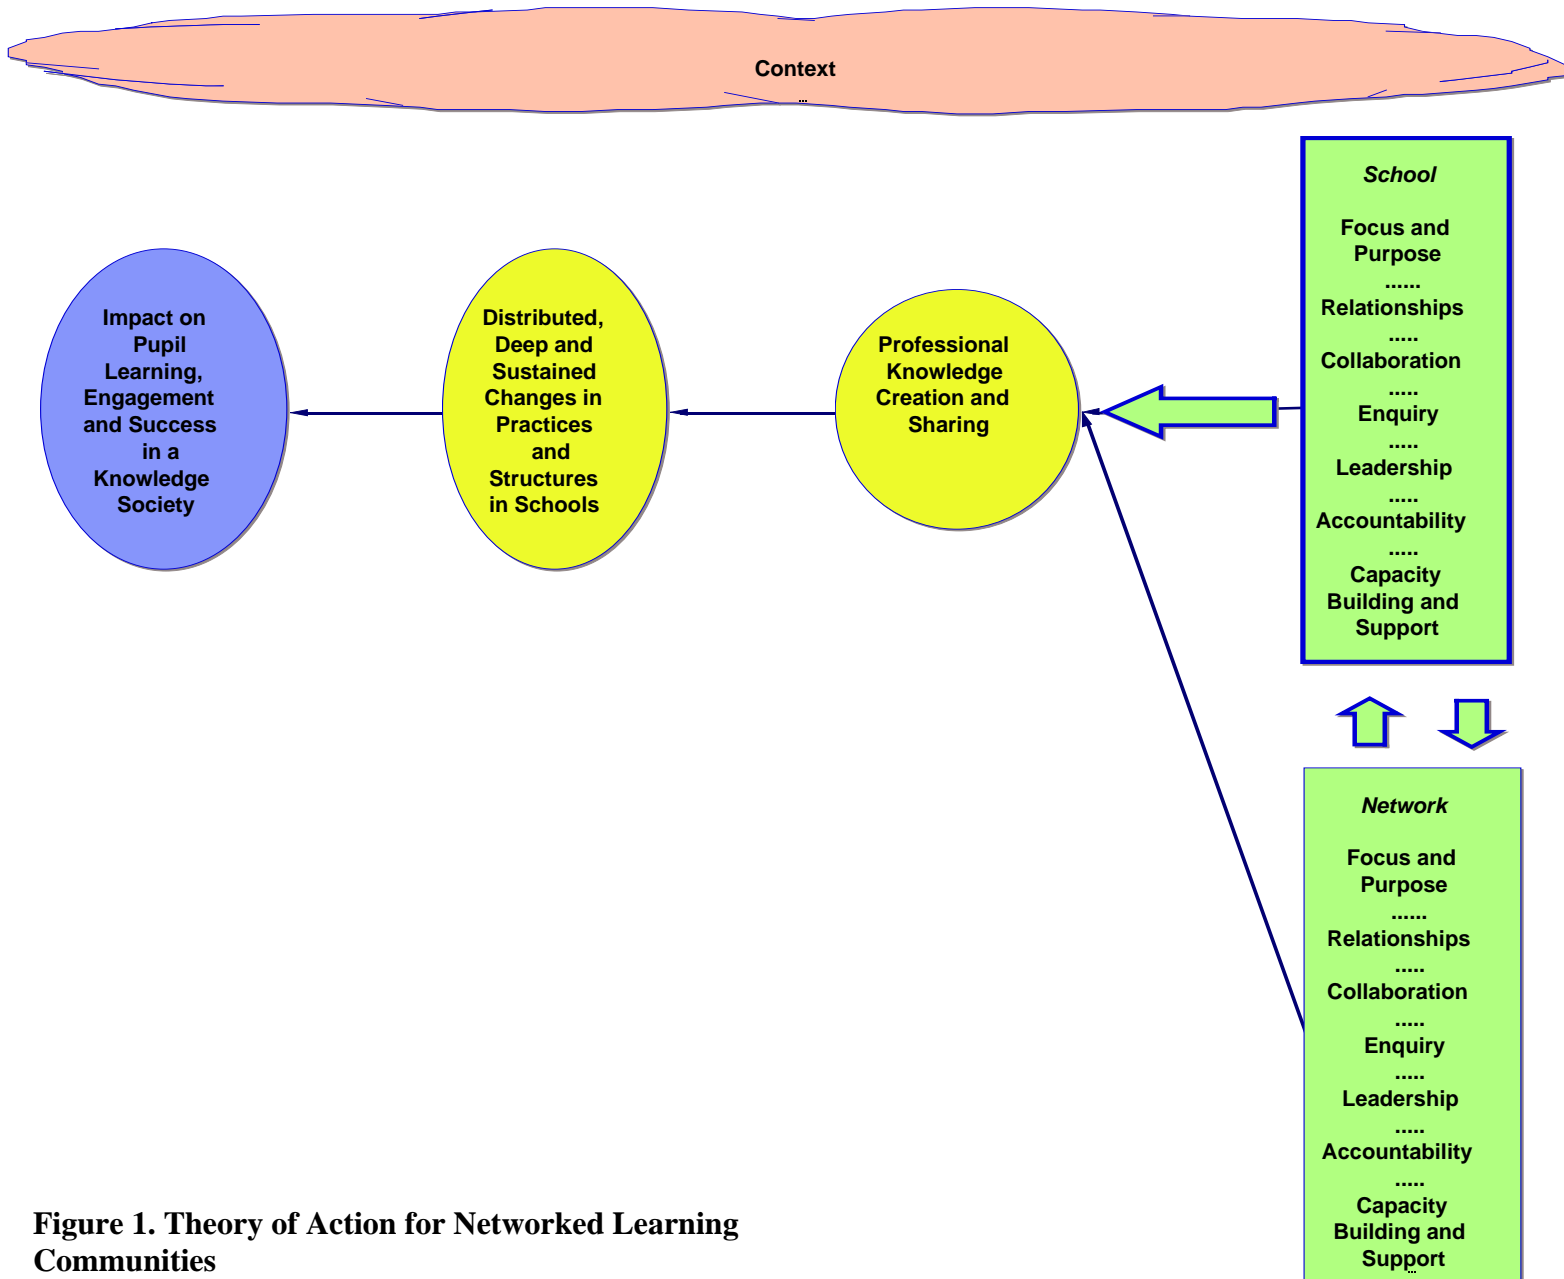 Context
...
School
Focus and
Purpose
......
Relationships
.....
Collaboration
.....
Enquiry
.....
Leadership
.....
Accountability
.....
Capacity
Building and
Support
Impact on
Pupil
Learning,
Engagement
and Success
in a
Knowledge
Society
Distributed,
Deep and
Sustained
Changes in
Practices
and
Structures
in Schools
Professional
Knowledge
Creation and
Sharing
Network
Focus and
Purpose
......
Relationships
.....
Collaboration
.....
Enquiry
.....
Leadership
.....
Accountability
.....
Capacity
Building and
Support
...
Figure 1. Theory of Action for Networked Learning
Communities